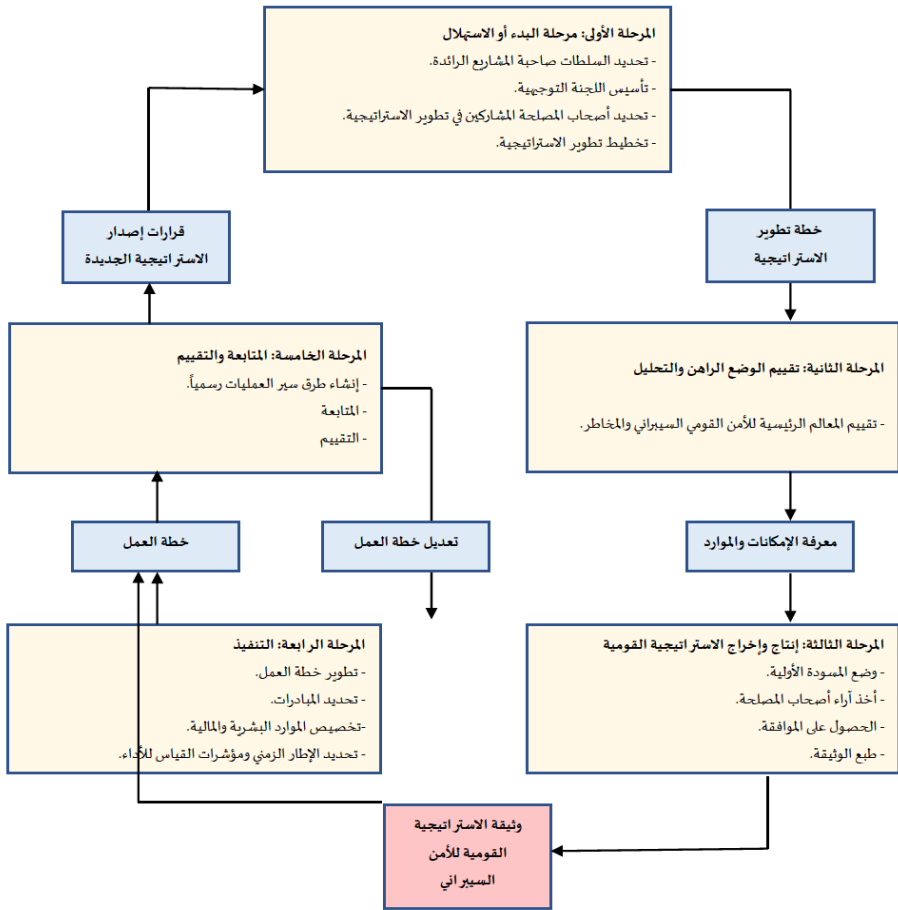 المرحلة الأولى: مرحلة البدء أو الاستهلال
- تحديد السلطات صاحبة المشاريع الرائدة.
- تأسيس اللجنة التوجيهية.
- تحديد أصحاب المصلحة المشاركين في تطوير الاستراتيجية.
- تخطيط تطوير الاستراتيجية.
خطة تطوير
الاستراتيجية
المرحلة الثانية: تقييم الوضع الراهن والتحليل
- تقييم المعالم الرئيسية للأمن القومي السيبراني والمخاطر.
معرفة الإمكانات والموارد
المرحلة الثالثة: إنتاج وإخراج الاستراتيجية القومية
- وضع المسودة الأولية.
- أخذ آراء أصحاب المصلحة.
- الحصول على الموافقة.
- طبع الوثيقة.
وثيقة الاستراتيجية
القومية للأمن
السيبراني
المرحلة الرابعة: التنفيذ
- تطوير خطة العمل.
- تحديد المبادرات.
-تخصيص الموارد البشرية والمالية.
- تحديد الإطار الزمني ومؤشرات القياس للأداء.
خطة العمل
المرحلة الخامسة: المتابعة والتقييم
- إنشاء طرق سير العمليات رسمياً.
- المتابعة
- التقييم
تعديل خطة العمل
قرارات إصدار
الاستراتيجية الجديدة